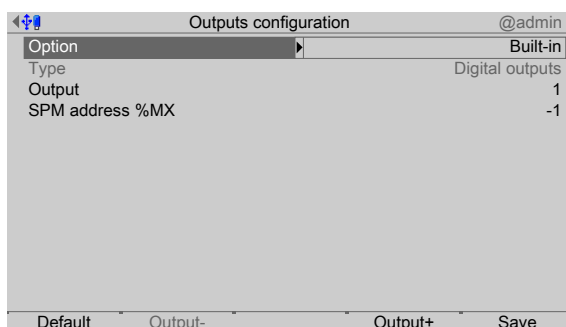 Outputs configuration @admin
Option Built-in
Type Digital outputs
Output 1
SPM address %MX -1
Default Output- Output+ Save